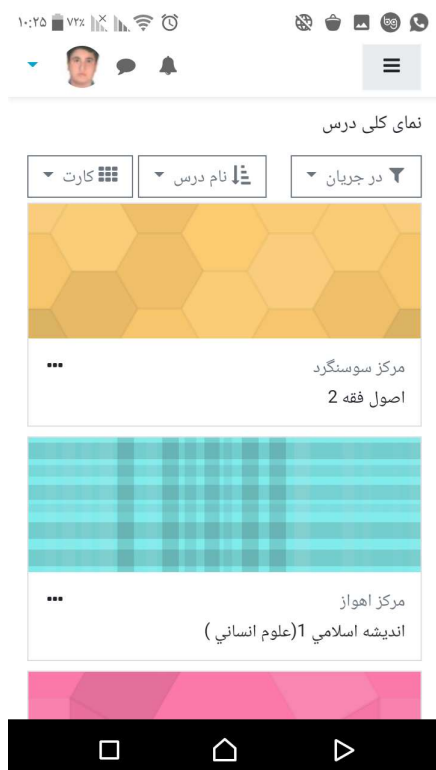 ۱۰:۲۵ ۷۲٪
نمای کلی درس
در جریان
نام درس
کارت
مرکز سوسنگرد
اصول فقه 2
مرکز اهواز
اندیشه اسلامي 1(علوم انساني )